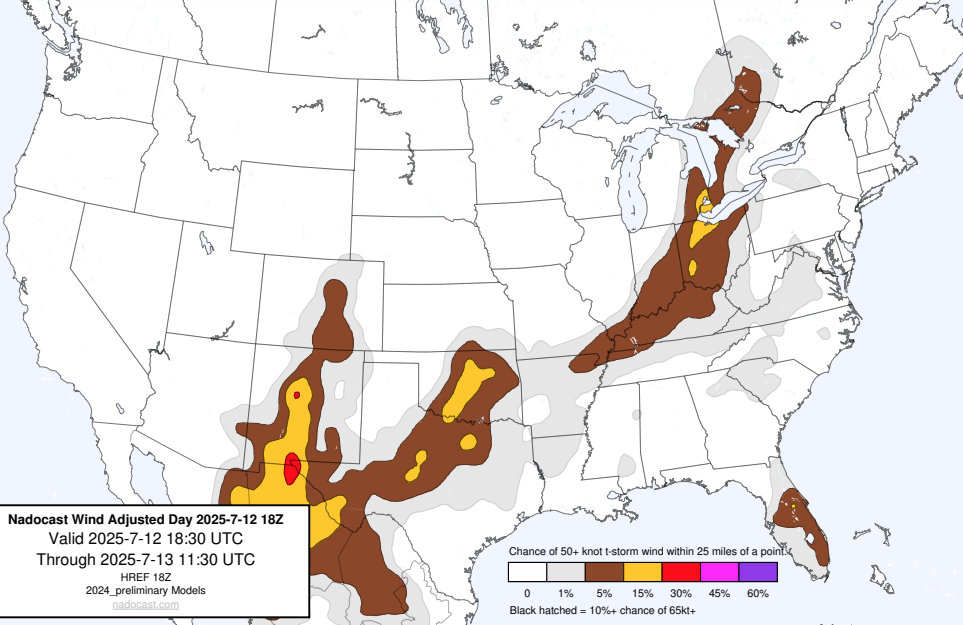 Nadocast Wind Adjusted Day 2025-7-12 18Z
Valid 2025-7-12 18:30 UTC
Through 2025-7-13 11:30 UTC
HREF 18Z
2024_preliminary Models
nadocast.com
Chance of 50+ knot t-storm wind within 25 miles of a point.
0 1% 5% 15% 30% 45% 60%
Black hatched = 10%+ chance of 65kt+